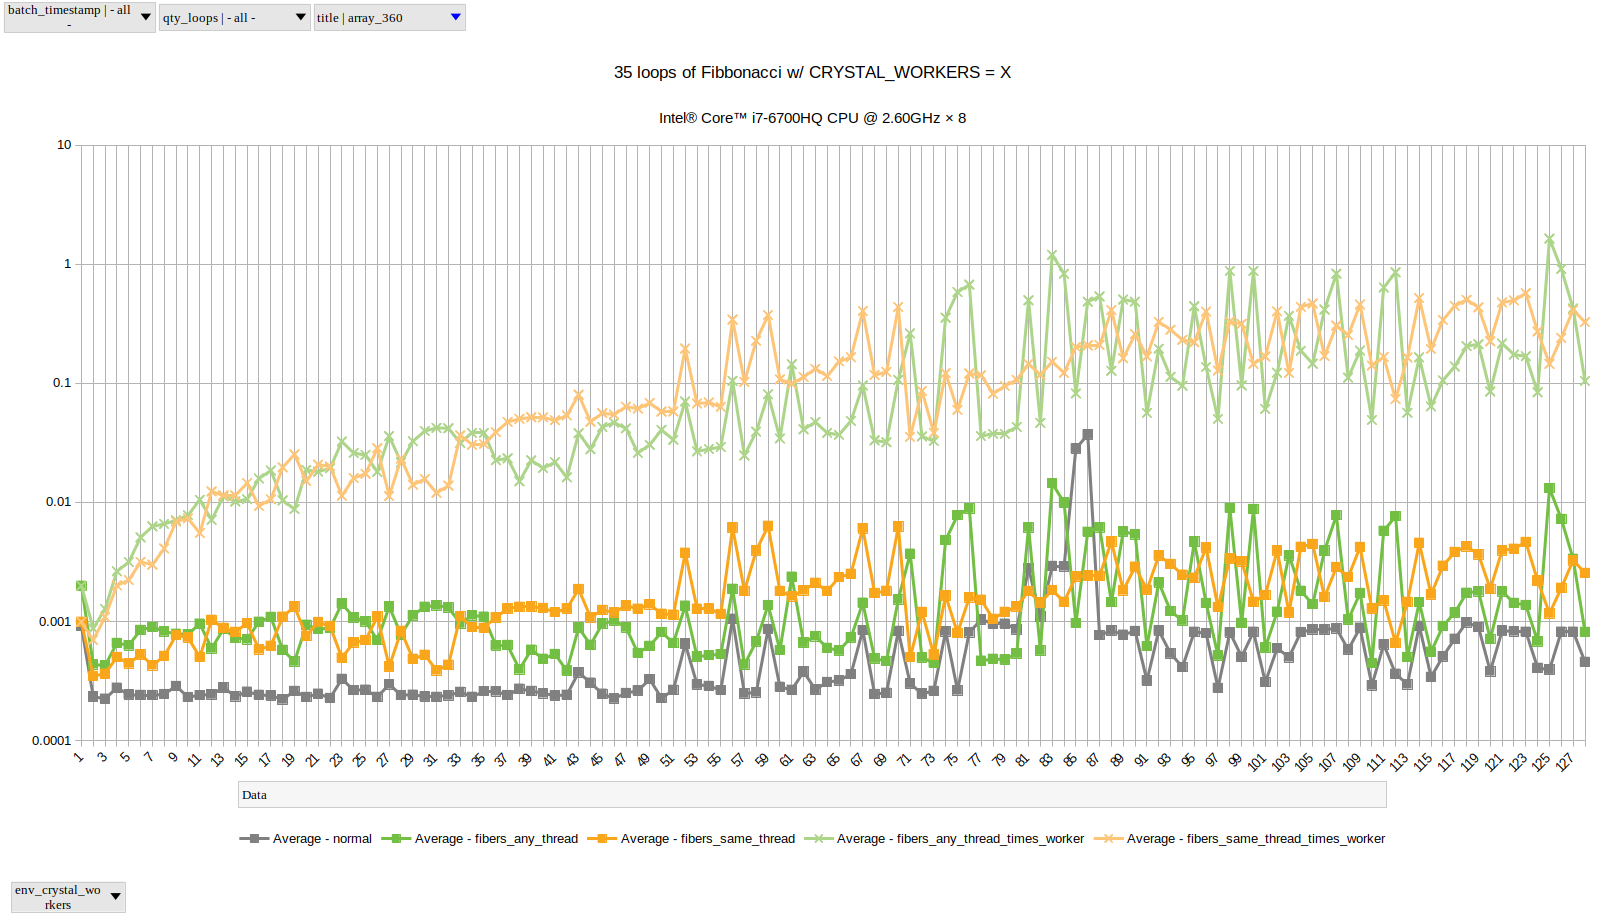 batch_timestamp | - all
-
qty_loops | - all -
title | array_360
35 loops of Fibbonacci w/ CRYSTAL_WORKERS = X
Intel® Core™ i7-6700HQ CPU @ 2.60GHz × 8
10
1
0.1
0.01
0.001
0.0001
1 3 5 7 9 11 13 15 17 19 21 23 25 27 29 31 33 35 37 39 41 43 45 47 49 51 53 55 57 59 61 63 65 67 69 71 73 75 77 79 81 83 85 87 89 91 93 95 97 99 101 103 105 107 109 111 113 115 117 119 121 123 125 127
Data
Average - normal Average - fibers_any_thread Average - fibers_same_thread Average - fibers_any_thread_times_worker Average - fibers_same_thread_times_worker
env_crystal_wo
rkers